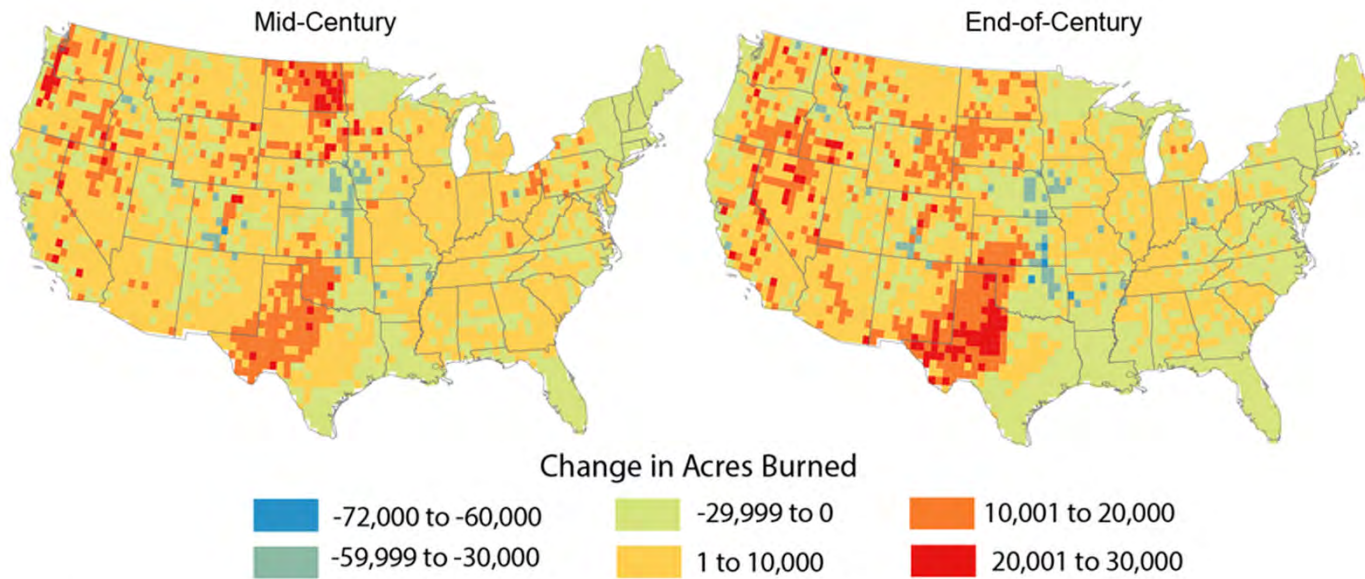 Mid-Century
End-of-Century
Change in Acres Burned
-72,000 to -60,000
-59,999 to -30,000
-29,999 to 0
1 to 10,000
10,001 to 20,000
20,001 to 30,000